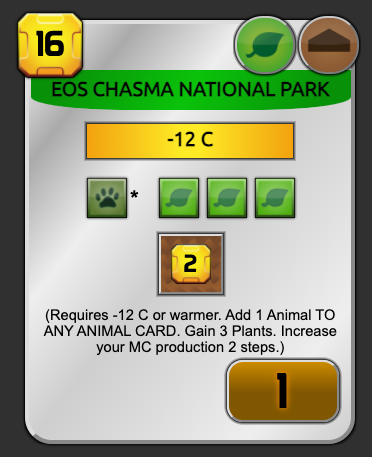 16
EOS CHASMA NATIONAL PARK
-12 C
*
2
(Requires -12 C or warmer. Add 1 Animal TO
ANY ANIMAL CARD. Gain 3 Plants. Increase
your MC production 2 steps.)
1